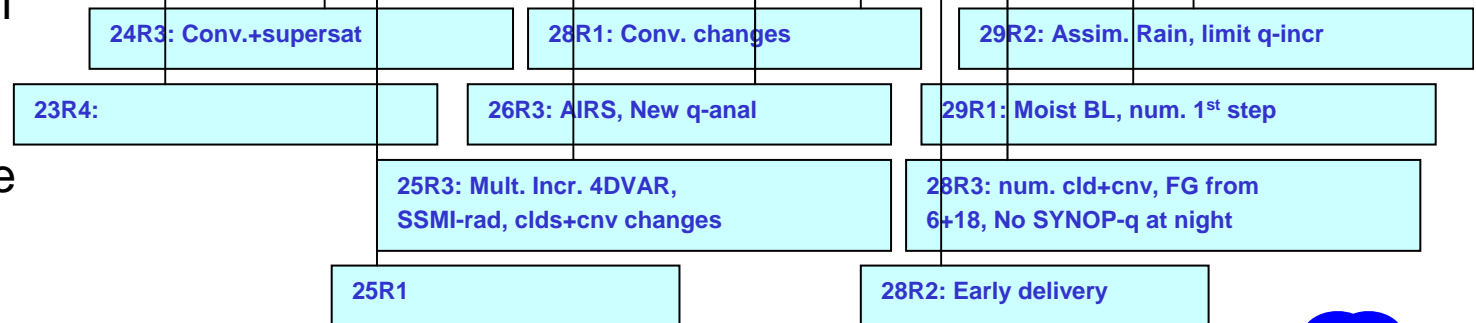 24R3: Conv.+supersat
28R1: Conv. changes
29R2: Assim. Rain, limit q-incr
23R4:
26R3: AIRS, New q-anal
29R1: Moist BL, num. 1st step
e
25R3: Mult. Incr. 4DVAR,
SSMI-rad, clds+cnv changes
28R3: num. cld+cnv, FG from
6+18, No SYNOP-q at night
25R1
28R2: Early delivery